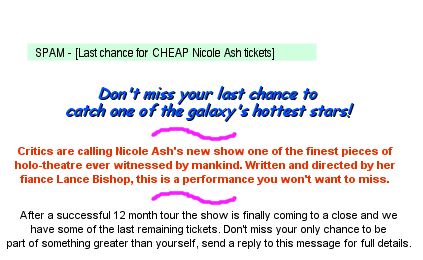 SPAM - [Last chance for CHEAP Nicole Ash tickets]
Don't miss your last chance to
catch one of the galaxy's hottest stars!
Critics are calling Nicole Ash's new show one of the finest pieces of
holo-theatre ever witnessed by mankind. Written and directed by her
fiance Lance Bishop, this is a performance you won't want to miss.
After a successful 12 month tour the show is finally coming to a close and we
have some of the last remaining tickets. Don't miss your only chance to be
part of something greater than yourself, send a reply to this message for full details.